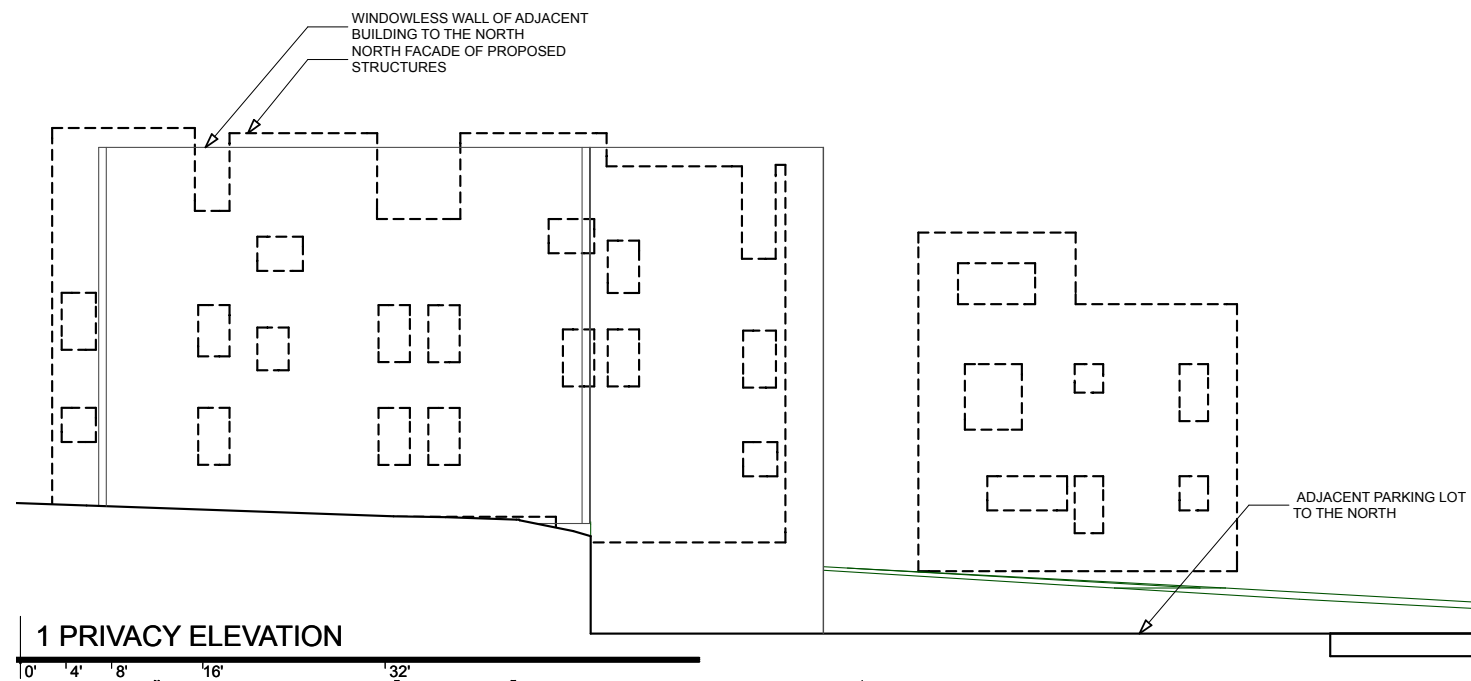 WINDOWLESS WALL OF ADJACENT
BUILDING TO THE NORTH
NORTH FACADE OF PROPOSED
STRUCTURES
ADJACENT PARKING LOT
TO THE NORTH
1 PRIVACY ELEVATION
0' 4' 8' 16' 32'